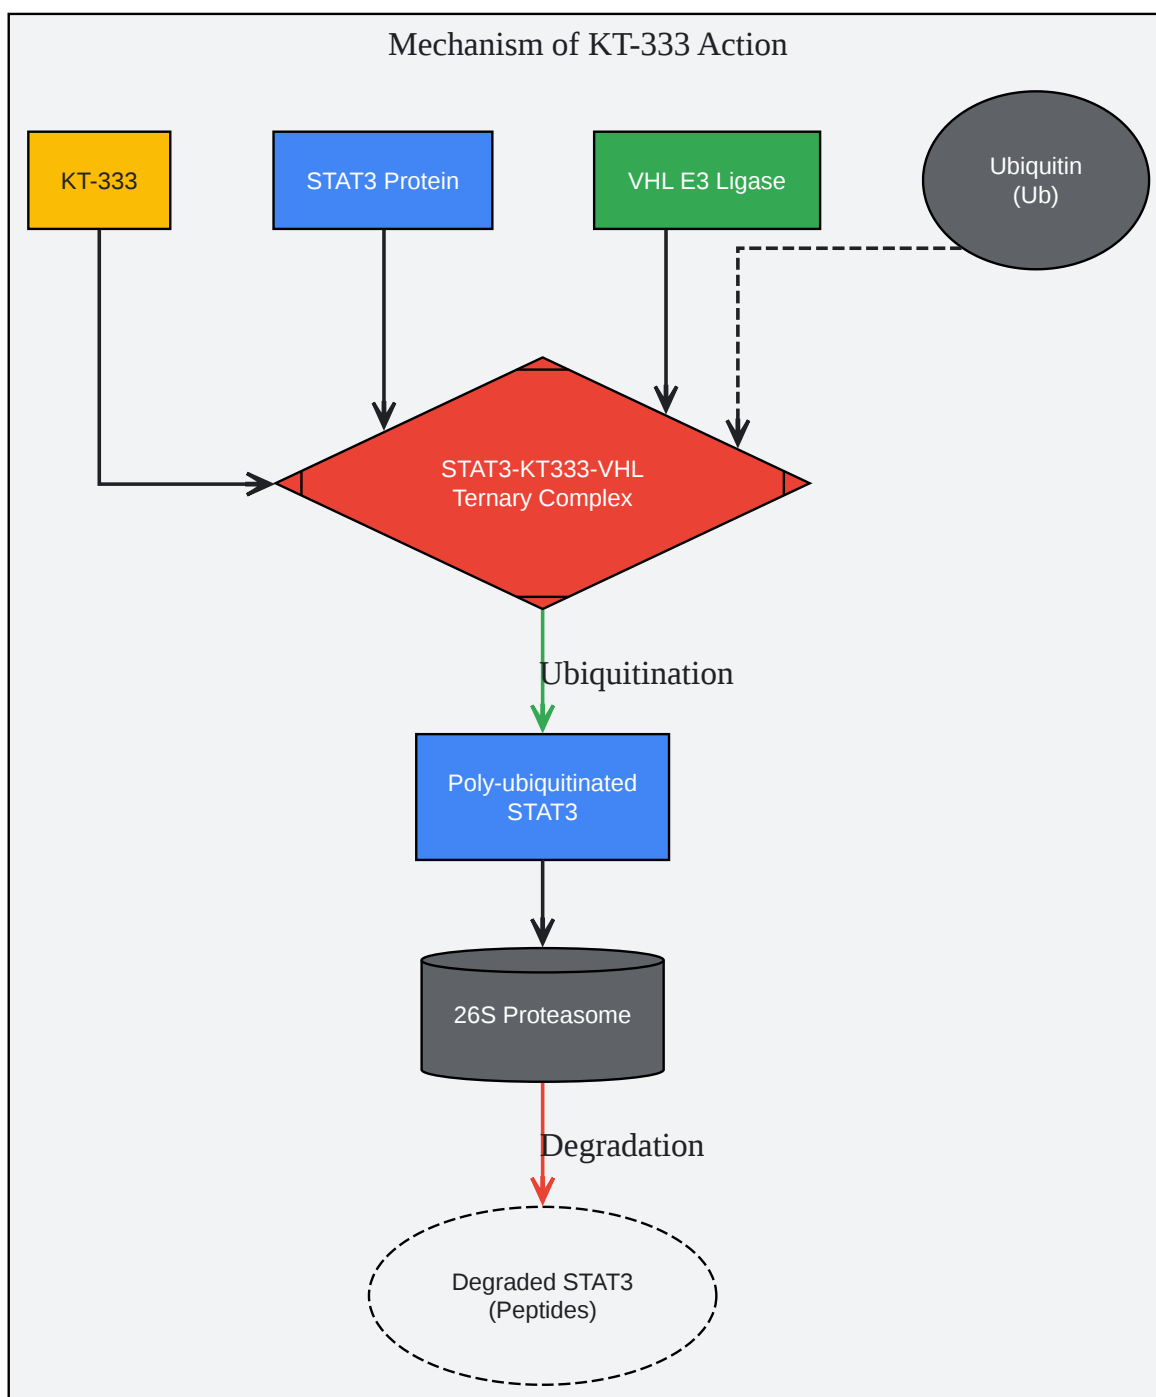 Mechanism of KT-333 Action
KT-333
STAT3 Protein
VHL E3 Ligase
Ubiquitin
(Ub)
STAT3-KT333-VHL
Ternary Complex
Ubiquitination
Poly-ubiquitinated
STAT3
26S Proteasome
Degradation
Degraded STAT3
(Peptides)